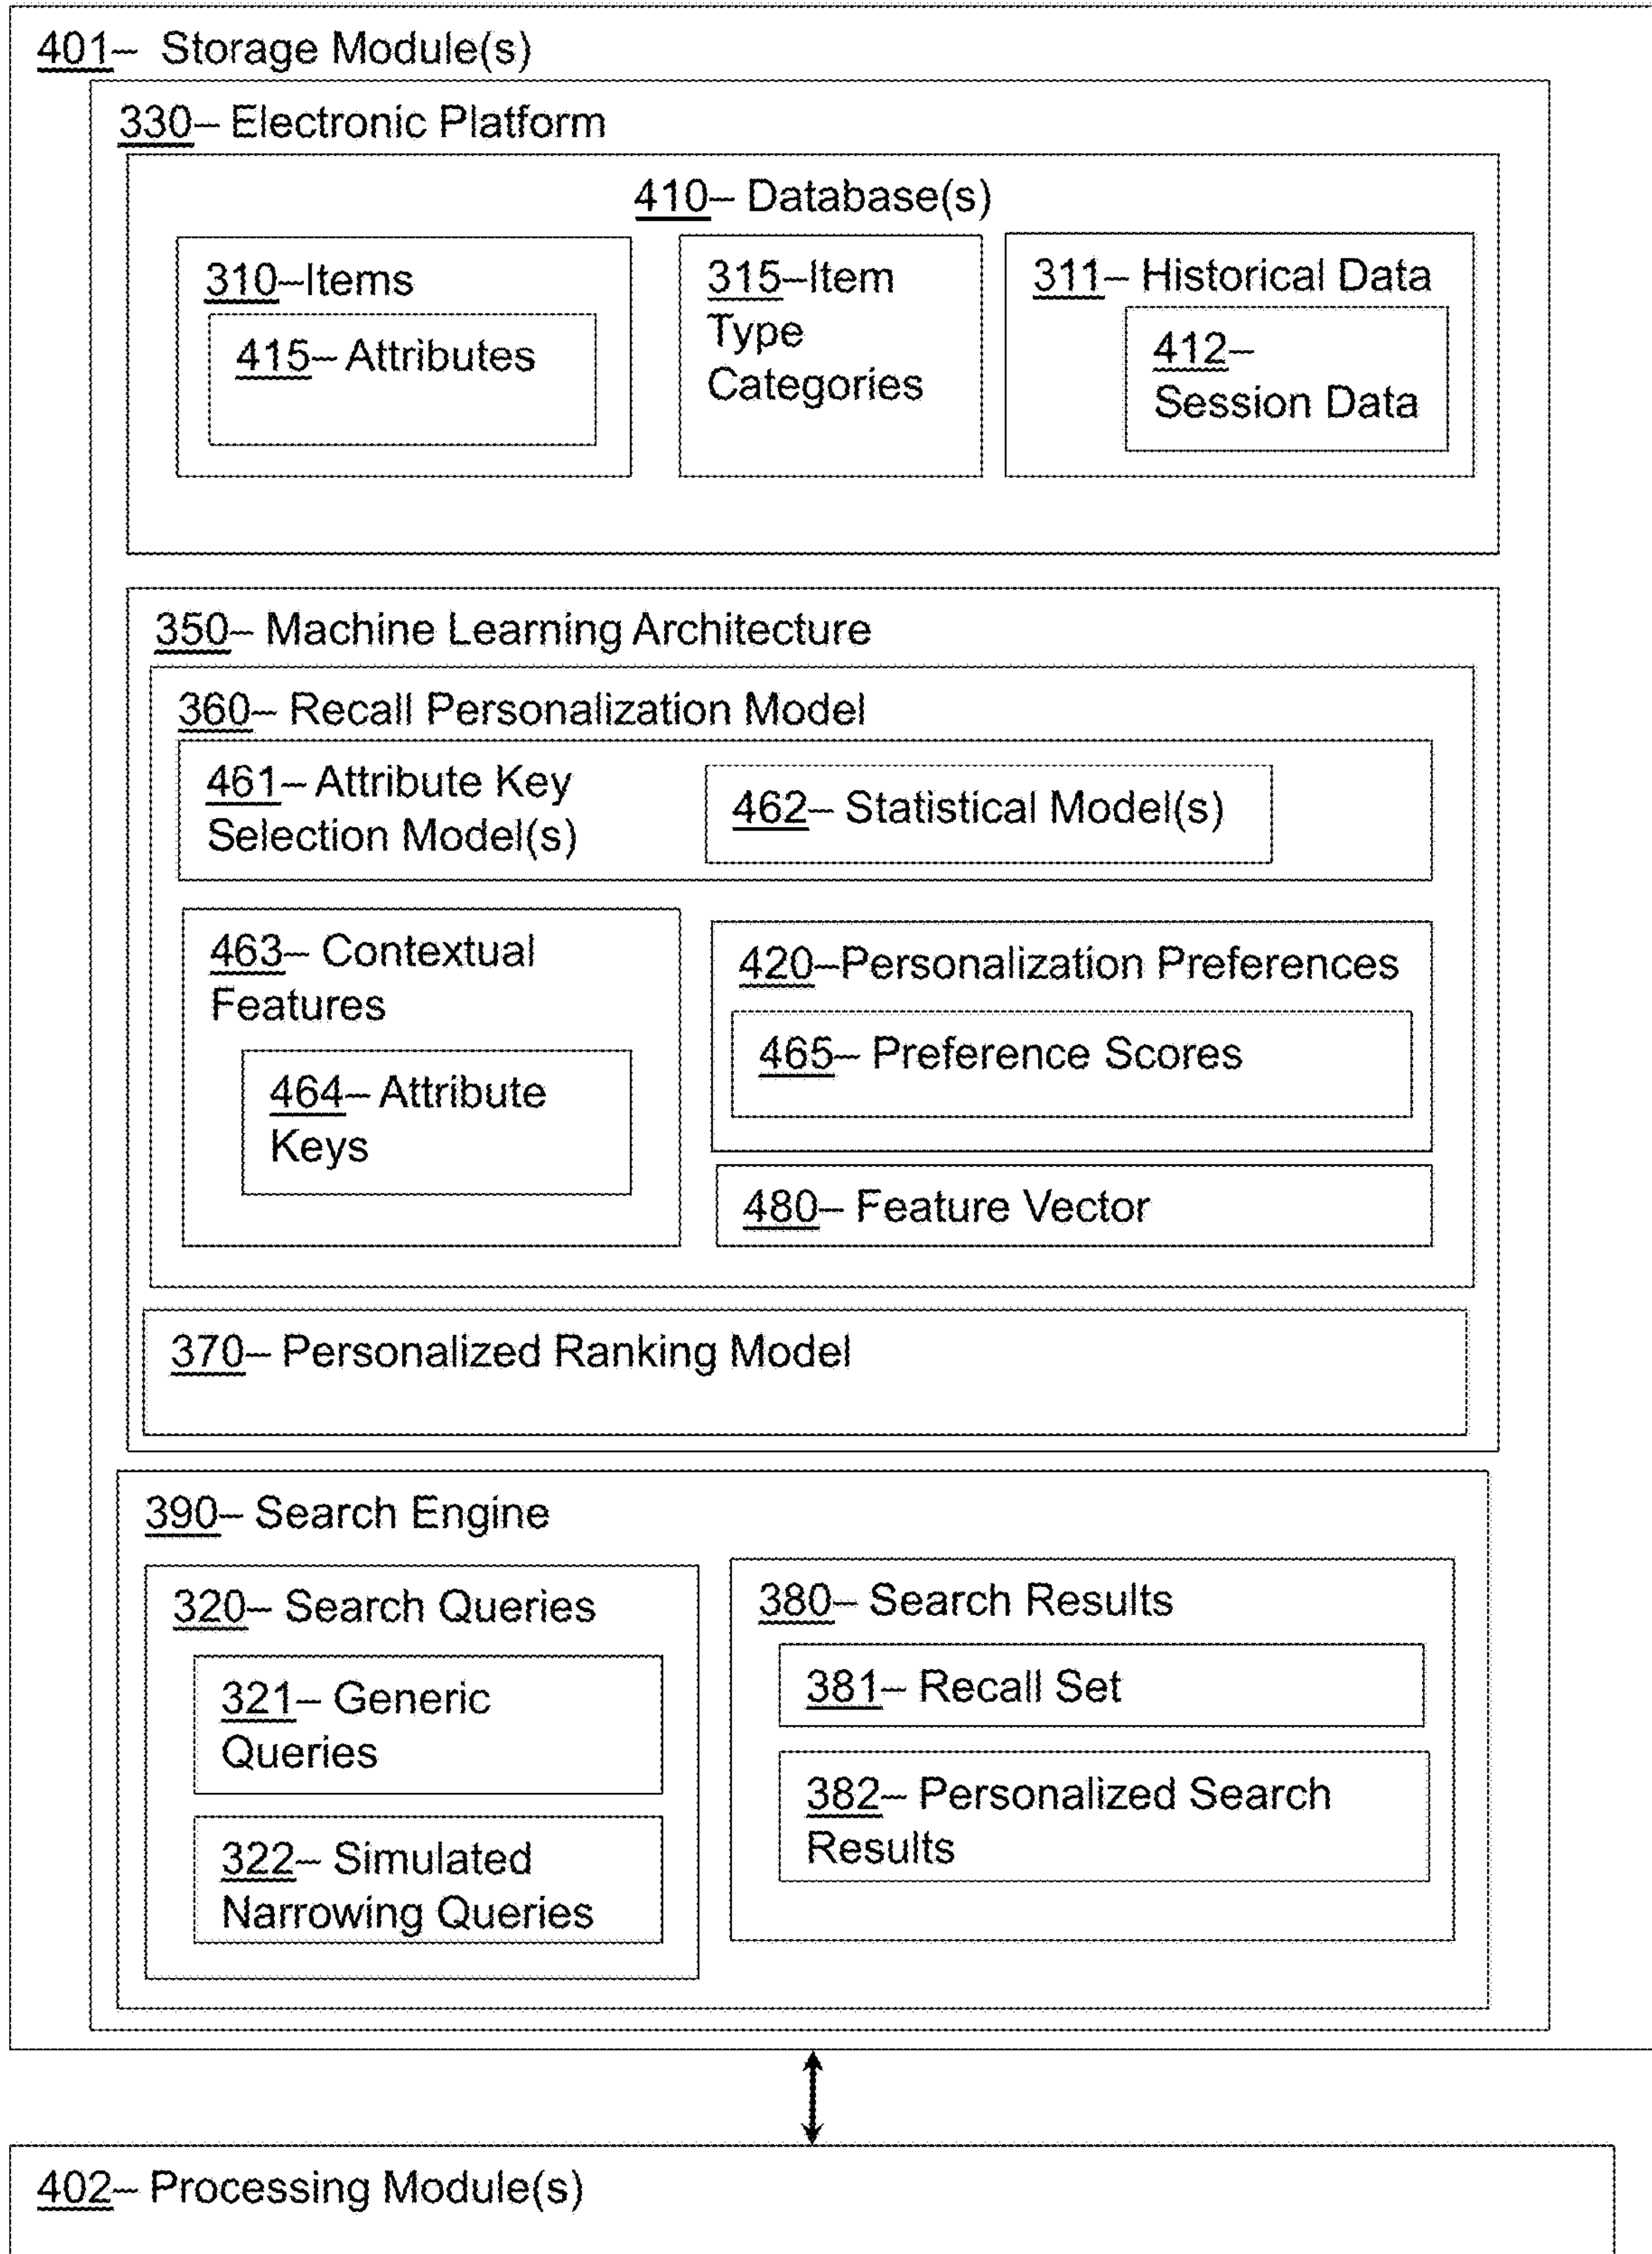 401– Storage Module(s)
330– Electronic Platform
410– Database(s)
310–Items
415– Attributes
315–Item
Type
Categories
311– Historical Data
412–
Session Data
350– Machine Learning Architecture
360– Recall Personalization Model
461– Attribute Key
Selection Model(s)
462– Statistical Model(s)
463– Contextual
Features
464– Attribute
Keys
420–Personalization Preferences
465– Preference Scores
480– Feature Vector
370– Personalized Ranking Model
390– Search Engine
320– Search Queries
321– Generic
Queries
322– Simulated
Narrowing Queries
380– Search Results
381– Recall Set
382– Personalized Search
Results
402– Processing Module(s)